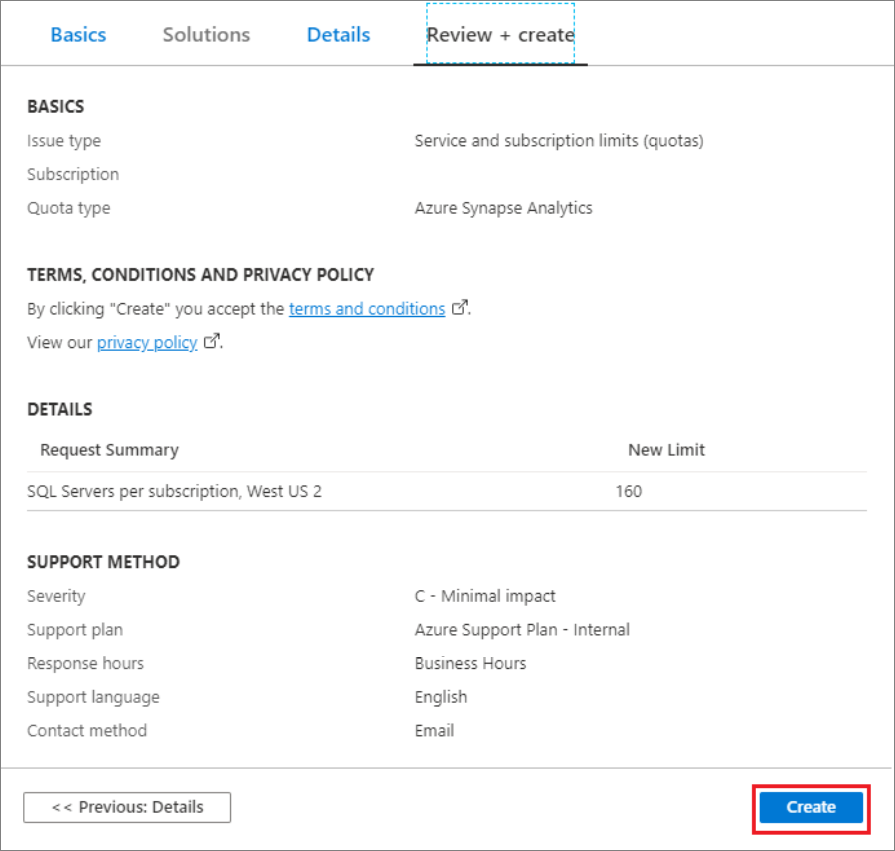 Basics Solutions Details Review + create
BASICS
Issue type Service and subscription limits (quotas)
Subscription
Quota type Azure Synapse Analytics
TERMS, CONDITIONS AND PRIVACY POLICY
By clicking "Create" you accept the terms and conditions.
View our privacy policy.
DETAILS
Request Summary New Limit
SQL Servers per subscription, West US 2 160
SUPPORT METHOD
Severity C - Minimal impact
Support plan Azure Support Plan - Internal
Response hours Business Hours
Support language English
Contact method Email
<< Previous: Details Create